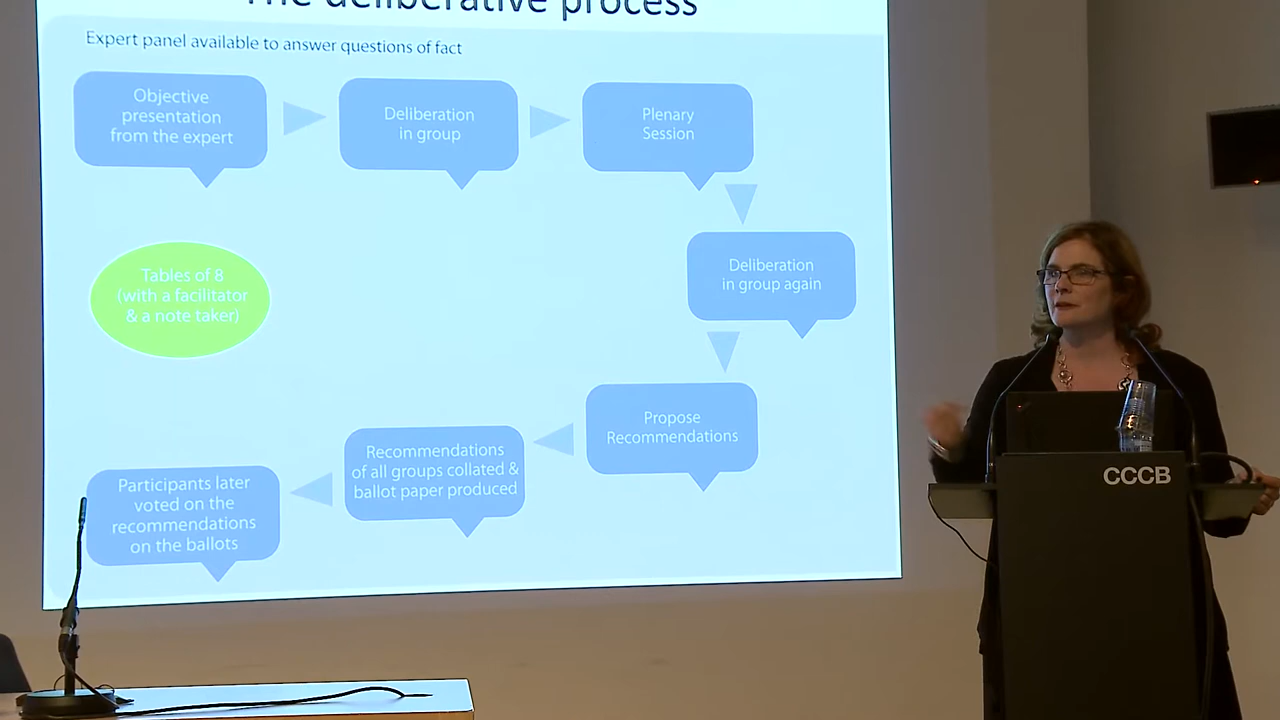 The deliberative process
Expert panel available to answer questions of fact
Objective
presentation
from the expert
Deliberation
in group
Plenary
Session
Deliberation
in group again
Tables of 8
(with a facilitator
& a note taker)
Propose
Recommendations
Recommendations
of all groups collated &
ballot paper produced
Participants later
voted on the
recommendations
on the ballots
CCCB